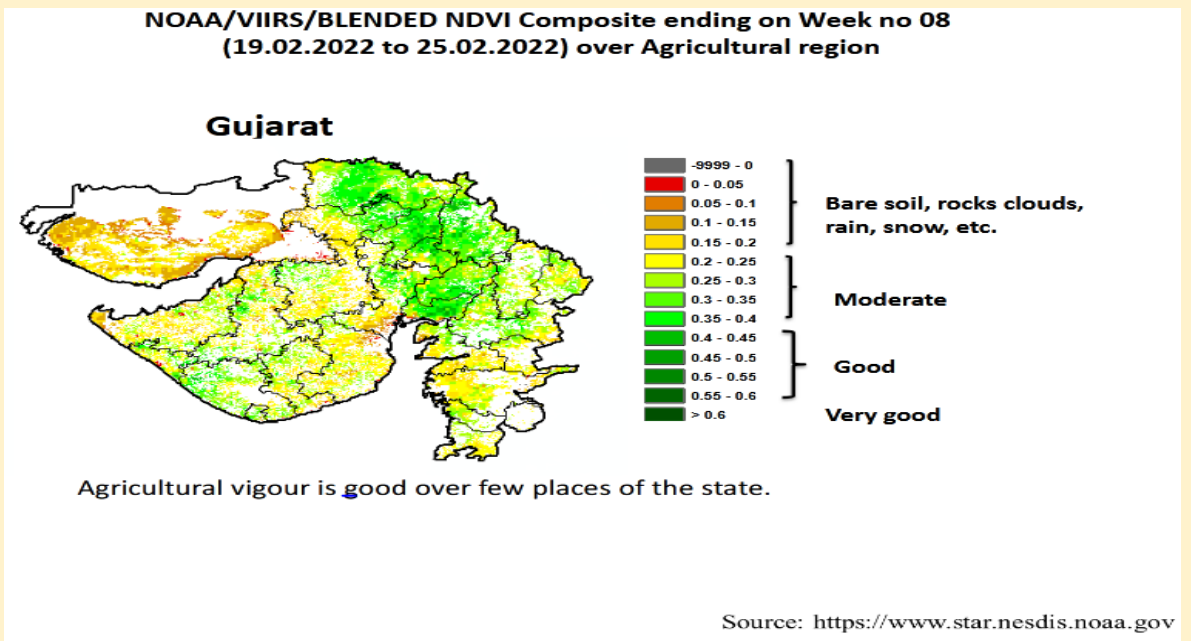 NOAA/VIIRS/BLENDED NDVI Composite ending on Week no 08
(19.02.2022 to 25.02.2022) over Agricultural region
Gujarat
-9999 - 0
0 - 0.05
0.05 - 0.1
0.1 - 0.15
0.15 - 0.2
0.2 - 0.25
0.25 - 0.3
0.3 - 0.35
0.35 - 0.4
0.4 - 0.45
0.45 - 0.5
0.5 - 0.55
0.55 - 0.6
> 0.6
Bare soil, rocks clouds,
rain, snow, etc.
Moderate
Good
Very good
Agricultural vigour is good over few places of the state.
Source: https://www.star.nesdis.noaa.gov